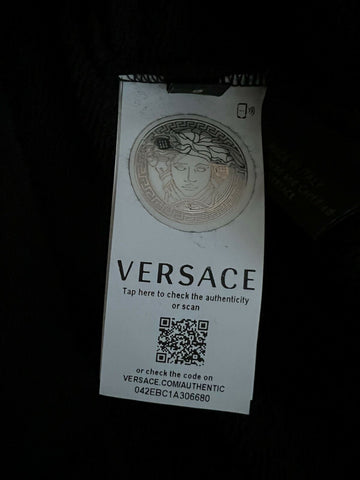 VERSACE
Tap here to check the authenticity
or scan
or check the code on
VERSACE.COM/AUTHENTIC
042EBC1A306680